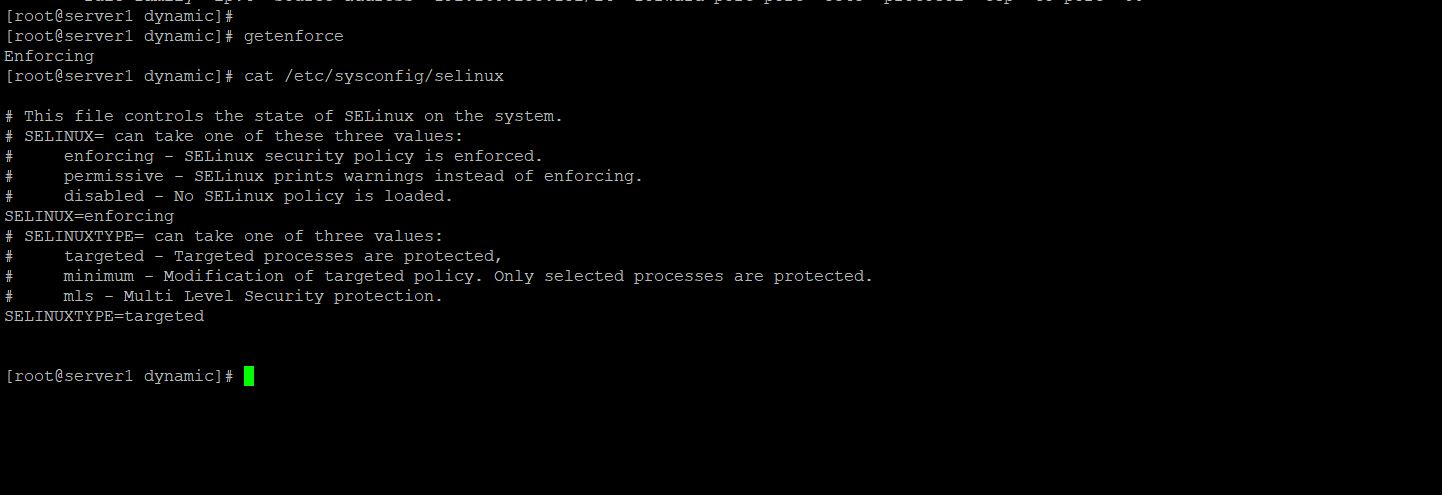 [root@server1 dynamic]#
[root@server1 dynamic]# getenforce
Enforcing
[root@server1 dynamic]# cat /etc/sysconfig/selinux
# This file controls the state of SELinux on the system.
# SELINUX= can take one of these three values:
#     enforcing - SELinux security policy is enforced.
#     permissive - SELinux prints warnings instead of enforcing.
#     disabled - No SELinux policy is loaded.
SELINUX=enforcing
# SELINUXTYPE= can take one of three values:
#     targeted - Targeted processes are protected,
#     minimum - Modification of targeted policy. Only selected processes are protected.
#     mls - Multi Level Security protection.
SELINUXTYPE=targeted
[root@server1 dynamic]#